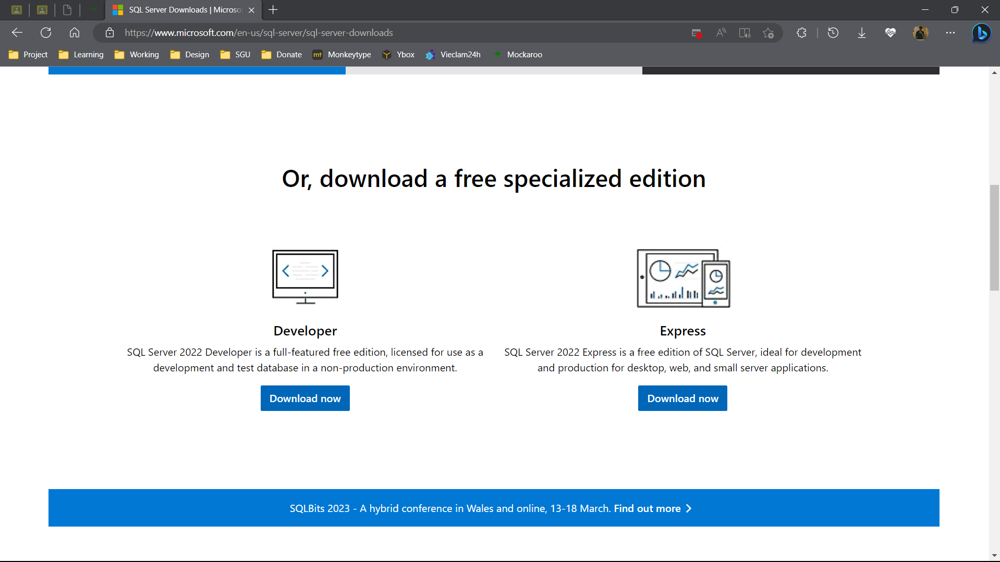 SQL Server Downloads | Microso
https://www.microsoft.com/en-us/sql-server/sql-server-downloads
Project Learning Working Design SGU Donate mt Monkeytype Ybox Vieclam24h Mockaroo
Or, download a free specialized edition
Developer
SQL Server 2022 Developer is a full-featured free edition, licensed for use as a
development and test database in a non-production environment.
Download now
Express
SQL Server 2022 Express is a free edition of SQL Server, ideal for development
and production for desktop, web, and small server applications.
Download now
SQLBits 2023 - A hybrid conference in Wales and online, 13-18 March. Find out more